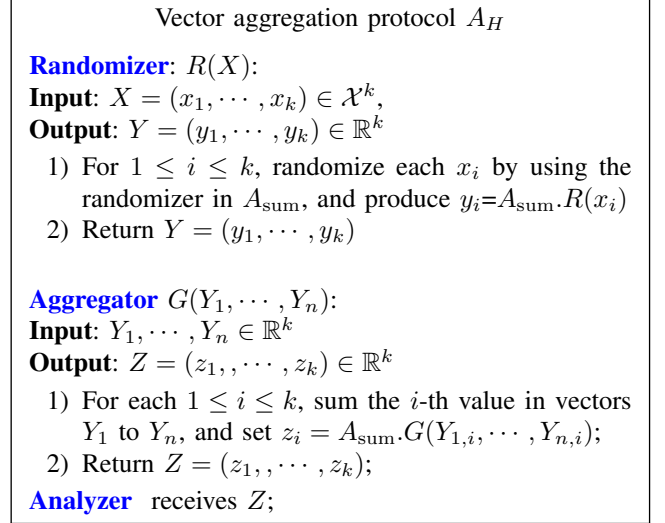 Vector aggregation protocol A_H
Randomizer: R(X):
Input: X = (x_1, ⋯ , x_k) ∈ 𝒳^k,
Output: Y = (y_1, ⋯ , y_k) ∈ ℝ^k
1) For 1 ≤ i ≤ k, randomize each x_i by using the
randomizer in A_sum, and produce y_i=A_sum.R(x_i)
2) Return Y = (y_1, ⋯ , y_k)
Aggregator G(Y_1, ⋯ , Y_n):
Input: Y_1, ⋯ , Y_n ∈ ℝ^k
Output: Z = (z_1, , ⋯ , z_k) ∈ ℝ^k
1) For each 1 ≤ i ≤ k, sum the i-th value in vectors
Y_1 to Y_n, and set z_i = A_sum.G(Y_{1,i}, ⋯ , Y_{n,i});
2) Return Z = (z_1, , ⋯ , z_k);
Analyzer receives Z;